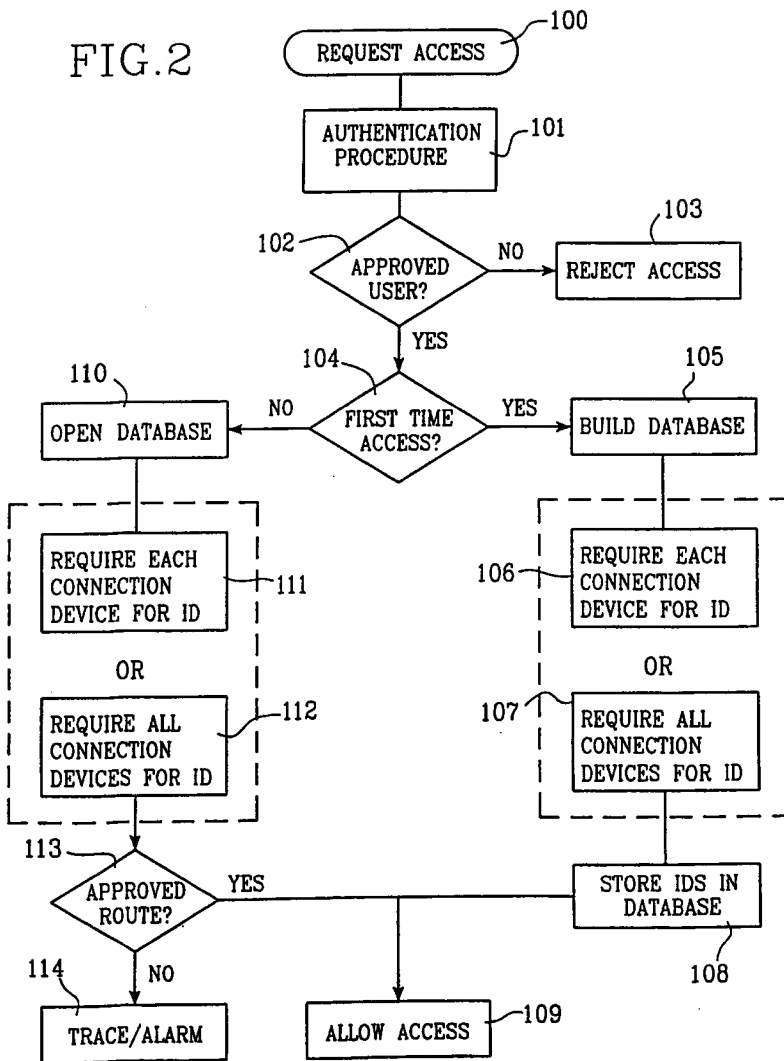 FIG.2
REQUEST ACCESS
100
AUTHENTICATION
PROCEDURE
101
102
APPROVED
USER?
NO
103
REJECT ACCESS
YES
104
FIRST TIME
ACCESS?
NO
YES
110
OPEN DATABASE
105
BUILD DATABASE
REQUIRE EACH
CONNECTION
DEVICE FOR ID
111
OR
REQUIRE ALL
CONNECTION
DEVICES FOR ID
112
106
REQUIRE EACH
CONNECTION
DEVICE FOR ID
OR
107
REQUIRE ALL
CONNECTION
DEVICES FOR ID
113
APPROVED
ROUTE?
YES
NO
STORE IDS IN
DATABASE
108
114
TRACE/ALARM
ALLOW ACCESS
109